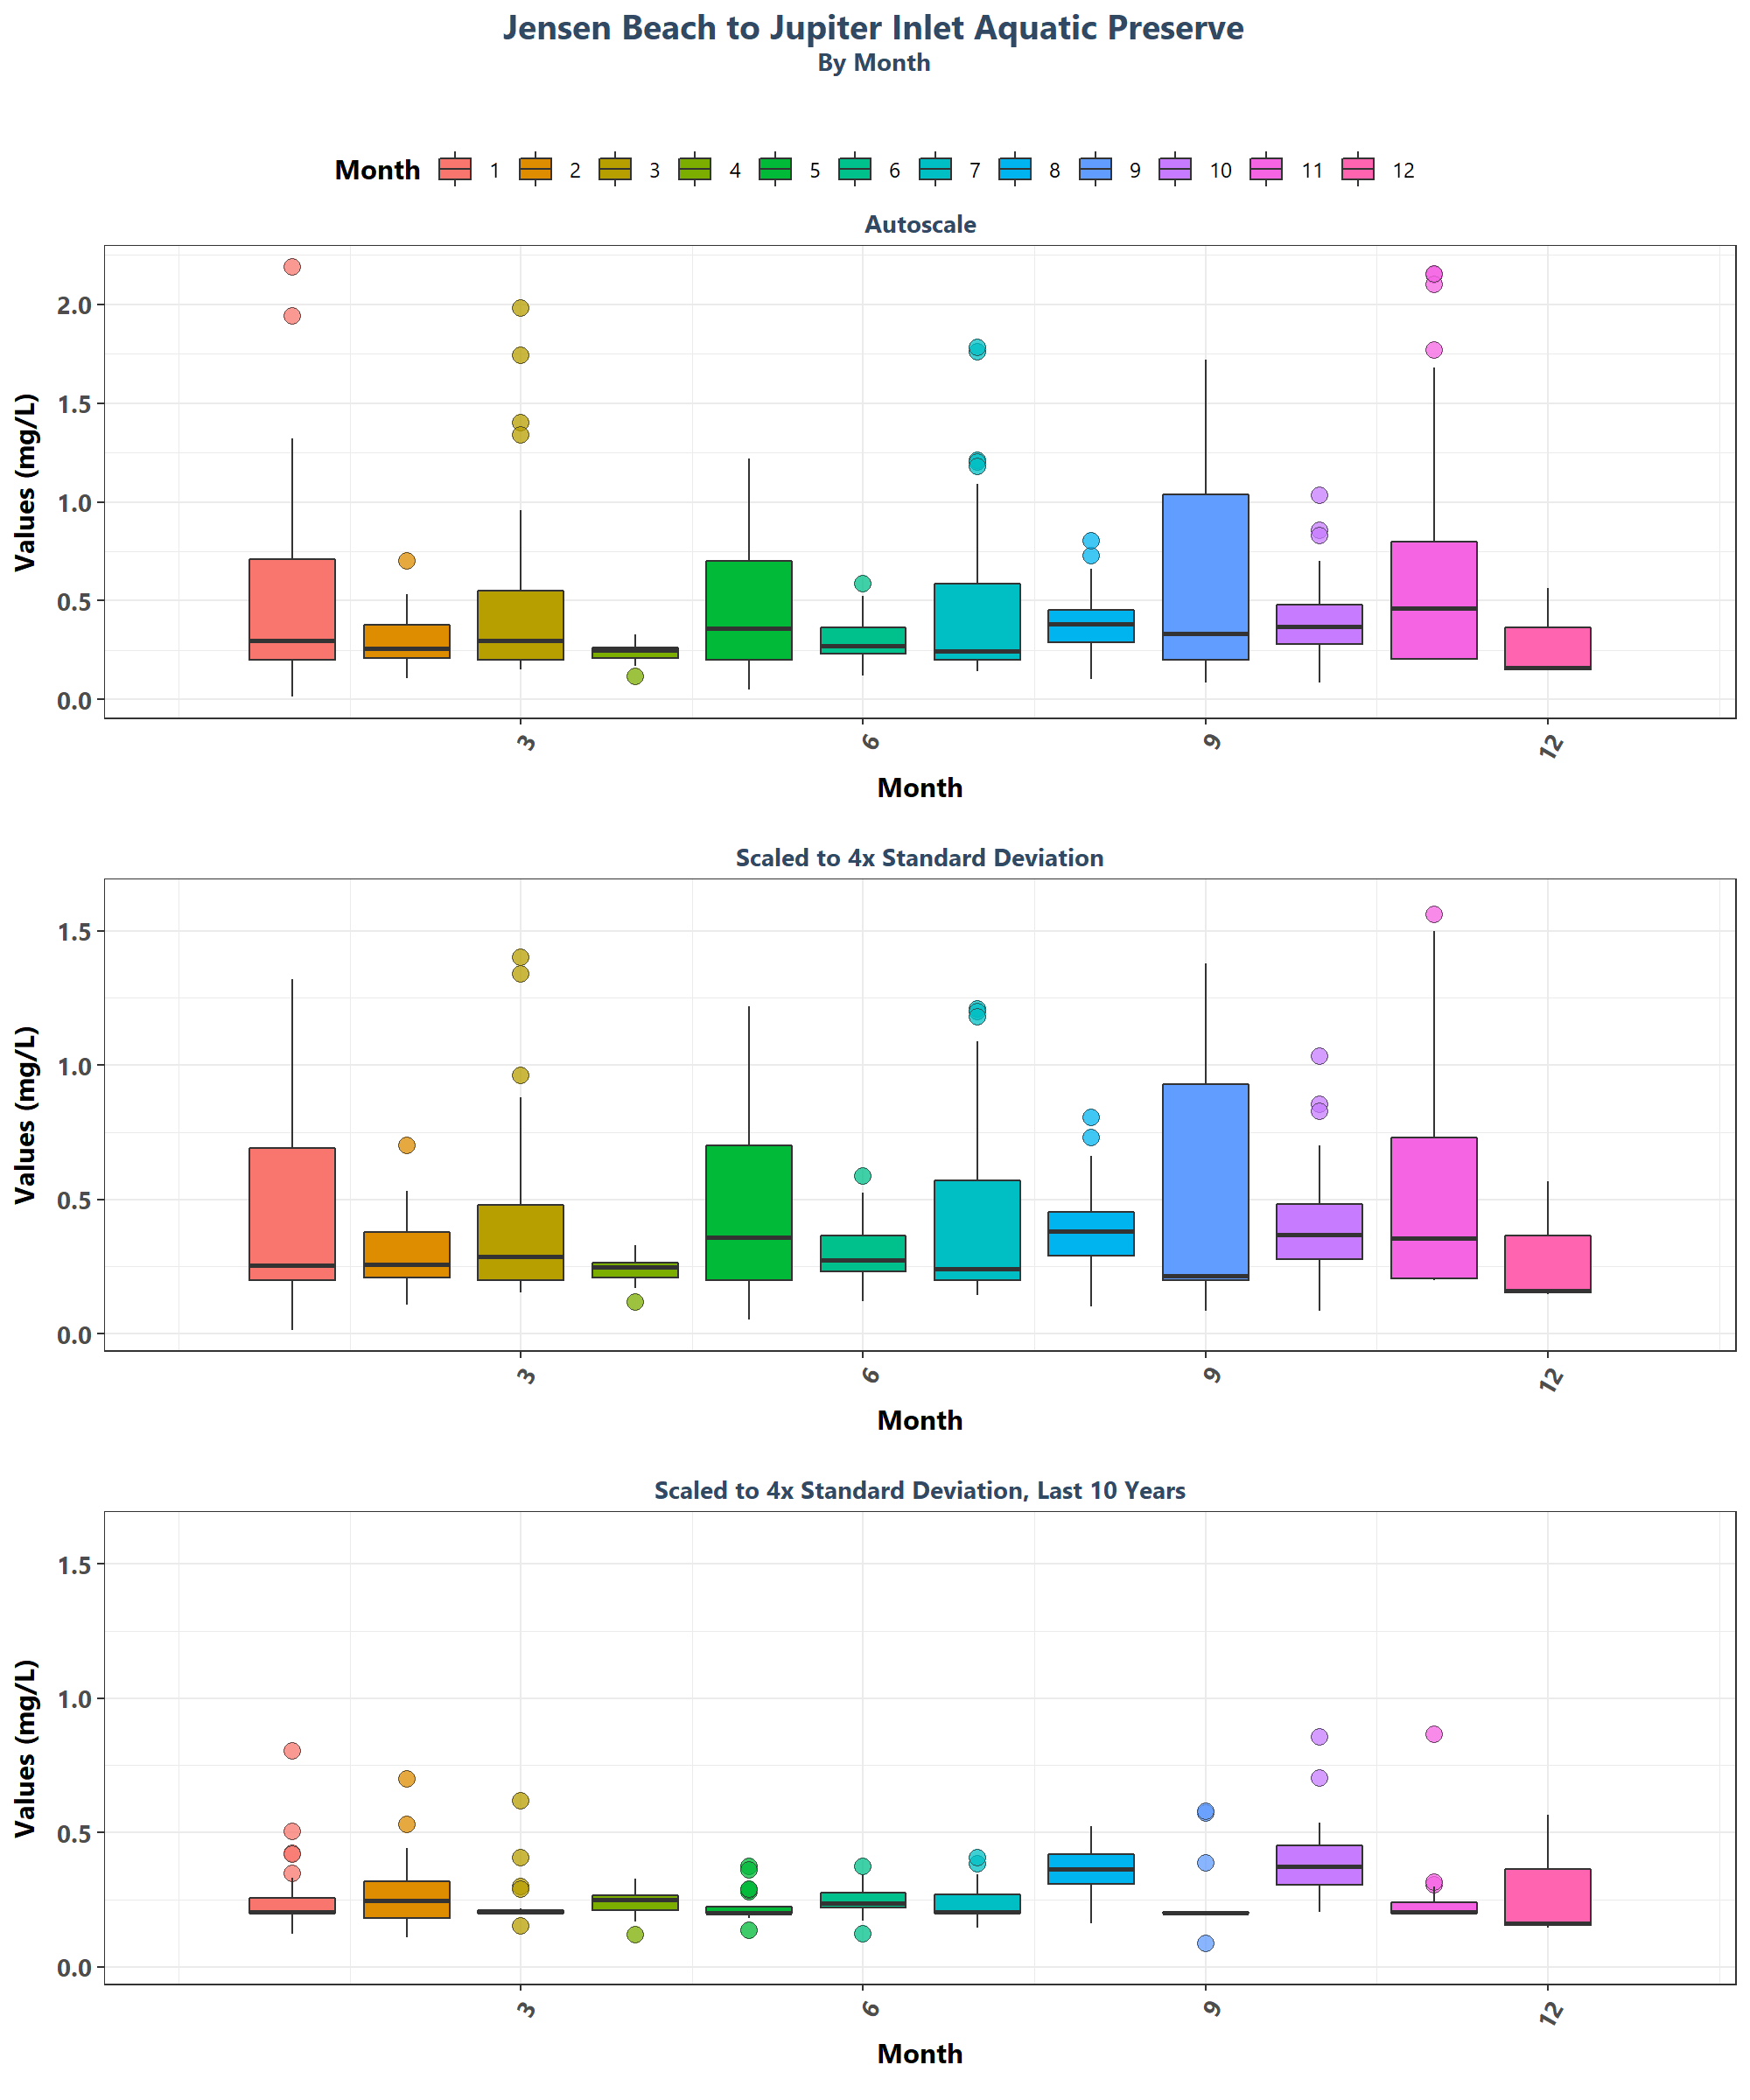 Jensen Beach to Jupiter Inlet Aquatic Preserve
By Month
Month 1 2 3 4 5 6 7 8 9 10 11 12
Autoscale
Values (mg/L)
2.0
1.5
1.0
0.5
0.0
3 6 9 12
Month
Scaled to 4x Standard Deviation
Values (mg/L)
1.5
1.0
0.5
0.0
3 6 9 12
Month
Scaled to 4x Standard Deviation, Last 10 Years
Values (mg/L)
1.5
1.0
0.5
0.0
3 6 9 12
Month